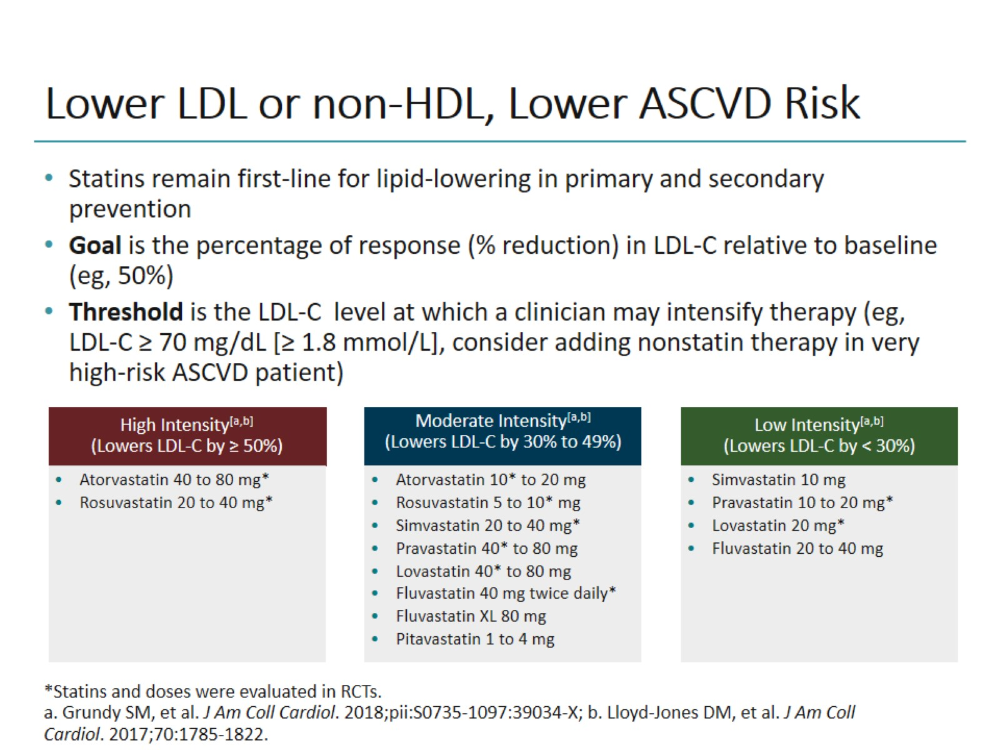 Lower LDL or non-HDL, Lower ASCVD Risk
• Statins remain first-line for lipid-lowering in primary and secondary
prevention
• Goal is the percentage of response (% reduction) in LDL-C relative to baseline
(eg, 50%)
• Threshold is the LDL-C level at which a clinician may intensify therapy (eg,
LDL-C ≥ 70 mg/dL [≥ 1.8 mmol/L], consider adding nonstatin therapy in very
high-risk ASCVD patient)
High Intensity[a,b]
(Lowers LDL-C by ≥ 50%)
• Atorvastatin 40 to 80 mg*
• Rosuvastatin 20 to 40 mg*
Moderate Intensity[a,b]
(Lowers LDL-C by 30% to 49%)
• Atorvastatin 10* to 20 mg
• Rosuvastatin 5 to 10* mg
• Simvastatin 20 to 40 mg*
• Pravastatin 40* to 80 mg
• Lovastatin 40* to 80 mg
• Fluvastatin 40 mg twice daily*
• Fluvastatin XL 80 mg
• Pitavastatin 1 to 4 mg
Low Intensity[a,b]
(Lowers LDL-C by < 30%)
• Simvastatin 10 mg
• Pravastatin 10 to 20 mg*
• Lovastatin 20 mg*
• Fluvastatin 20 to 40 mg
*Statins and doses were evaluated in RCTs.
a. Grundy SM, et al. J Am Coll Cardiol. 2018;pii:S0735-1097:39034-X; b. Lloyd-Jones DM, et al. J Am Coll
Cardiol. 2017;70:1785-1822.